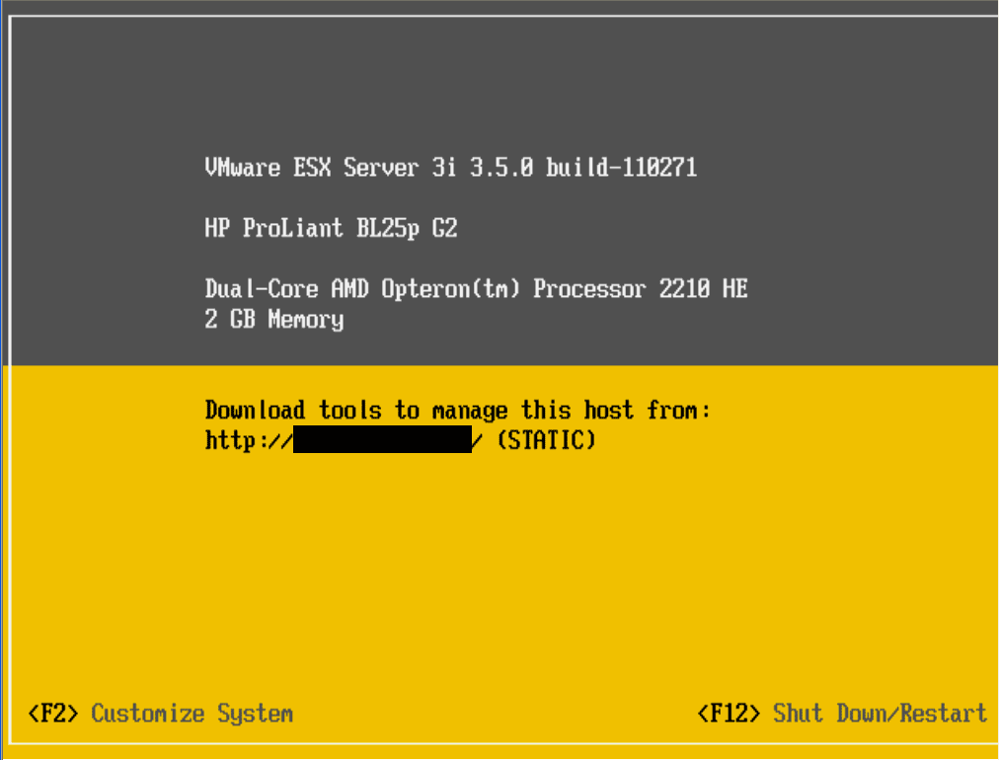 VMware ESX Server 3i 3.5.0 build-110271
HP ProLiant BL25p G2
Dual-Core AMD Opteron(tm) Processor 2210 HE
2 GB Memory
Download tools to manage this host from:
http:// / (STATIC)
<F2> Customize System
<F12> Shut Down/Restart